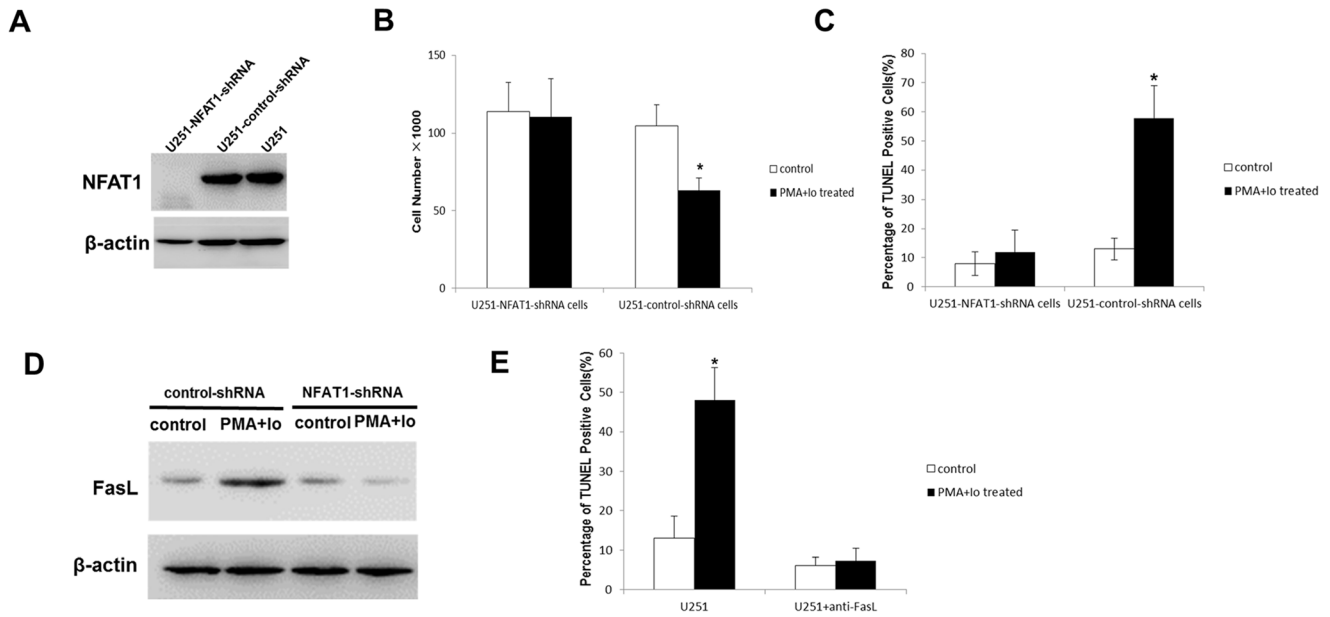 A
U251-NFAT1-shRNA
U251-control-shRNA
U251
NFAT1
β-actin
B
150
100
50
0
Cell Number ×1000
*
U251-NFAT1-shRNA cells
U251-control-shRNA cells
control
PMA+Io treated
C
80
70
60
50
40
30
20
10
0
Percentage of TUNEL Positive Cells(%)
*
U251-NFAT1-shRNA cells
U251-control-shRNA cells
control
PMA+Io treated
D
control-shRNA NFAT1-shRNA
control PMA+Io control PMA+Io
FasL
β-actin
E
60
50
40
30
20
10
0
Percentage of TUNEL Positive Cells(%)
*
U251
U251+anti-FasL
control
PMA+Io treated